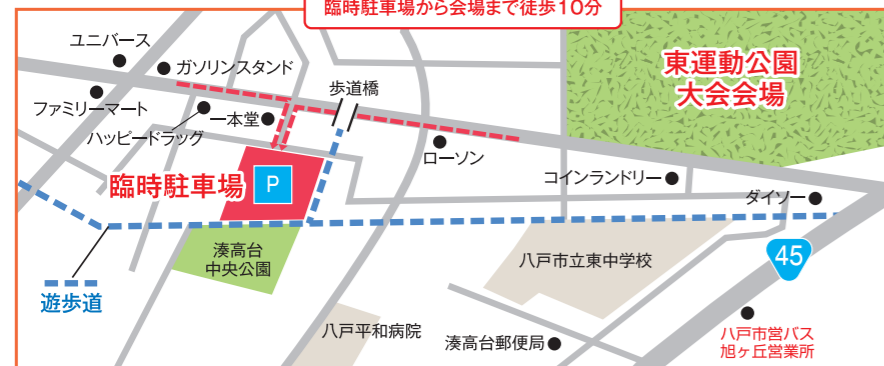 臨時駐車場から会場まで徒歩10分
ユニバース
ガソリンスタンド
ファミリーマート
ハッピードラッグ
一本堂
歩道橋
ローソン
東運動公園
大会会場
臨時駐車場
P
コインランドリー
ダイソー
湊高台
中央公園
八戸市立東中学校
45
遊歩道
八戸平和病院
湊高台郵便局
八戸市営バス
旭ヶ丘営業所